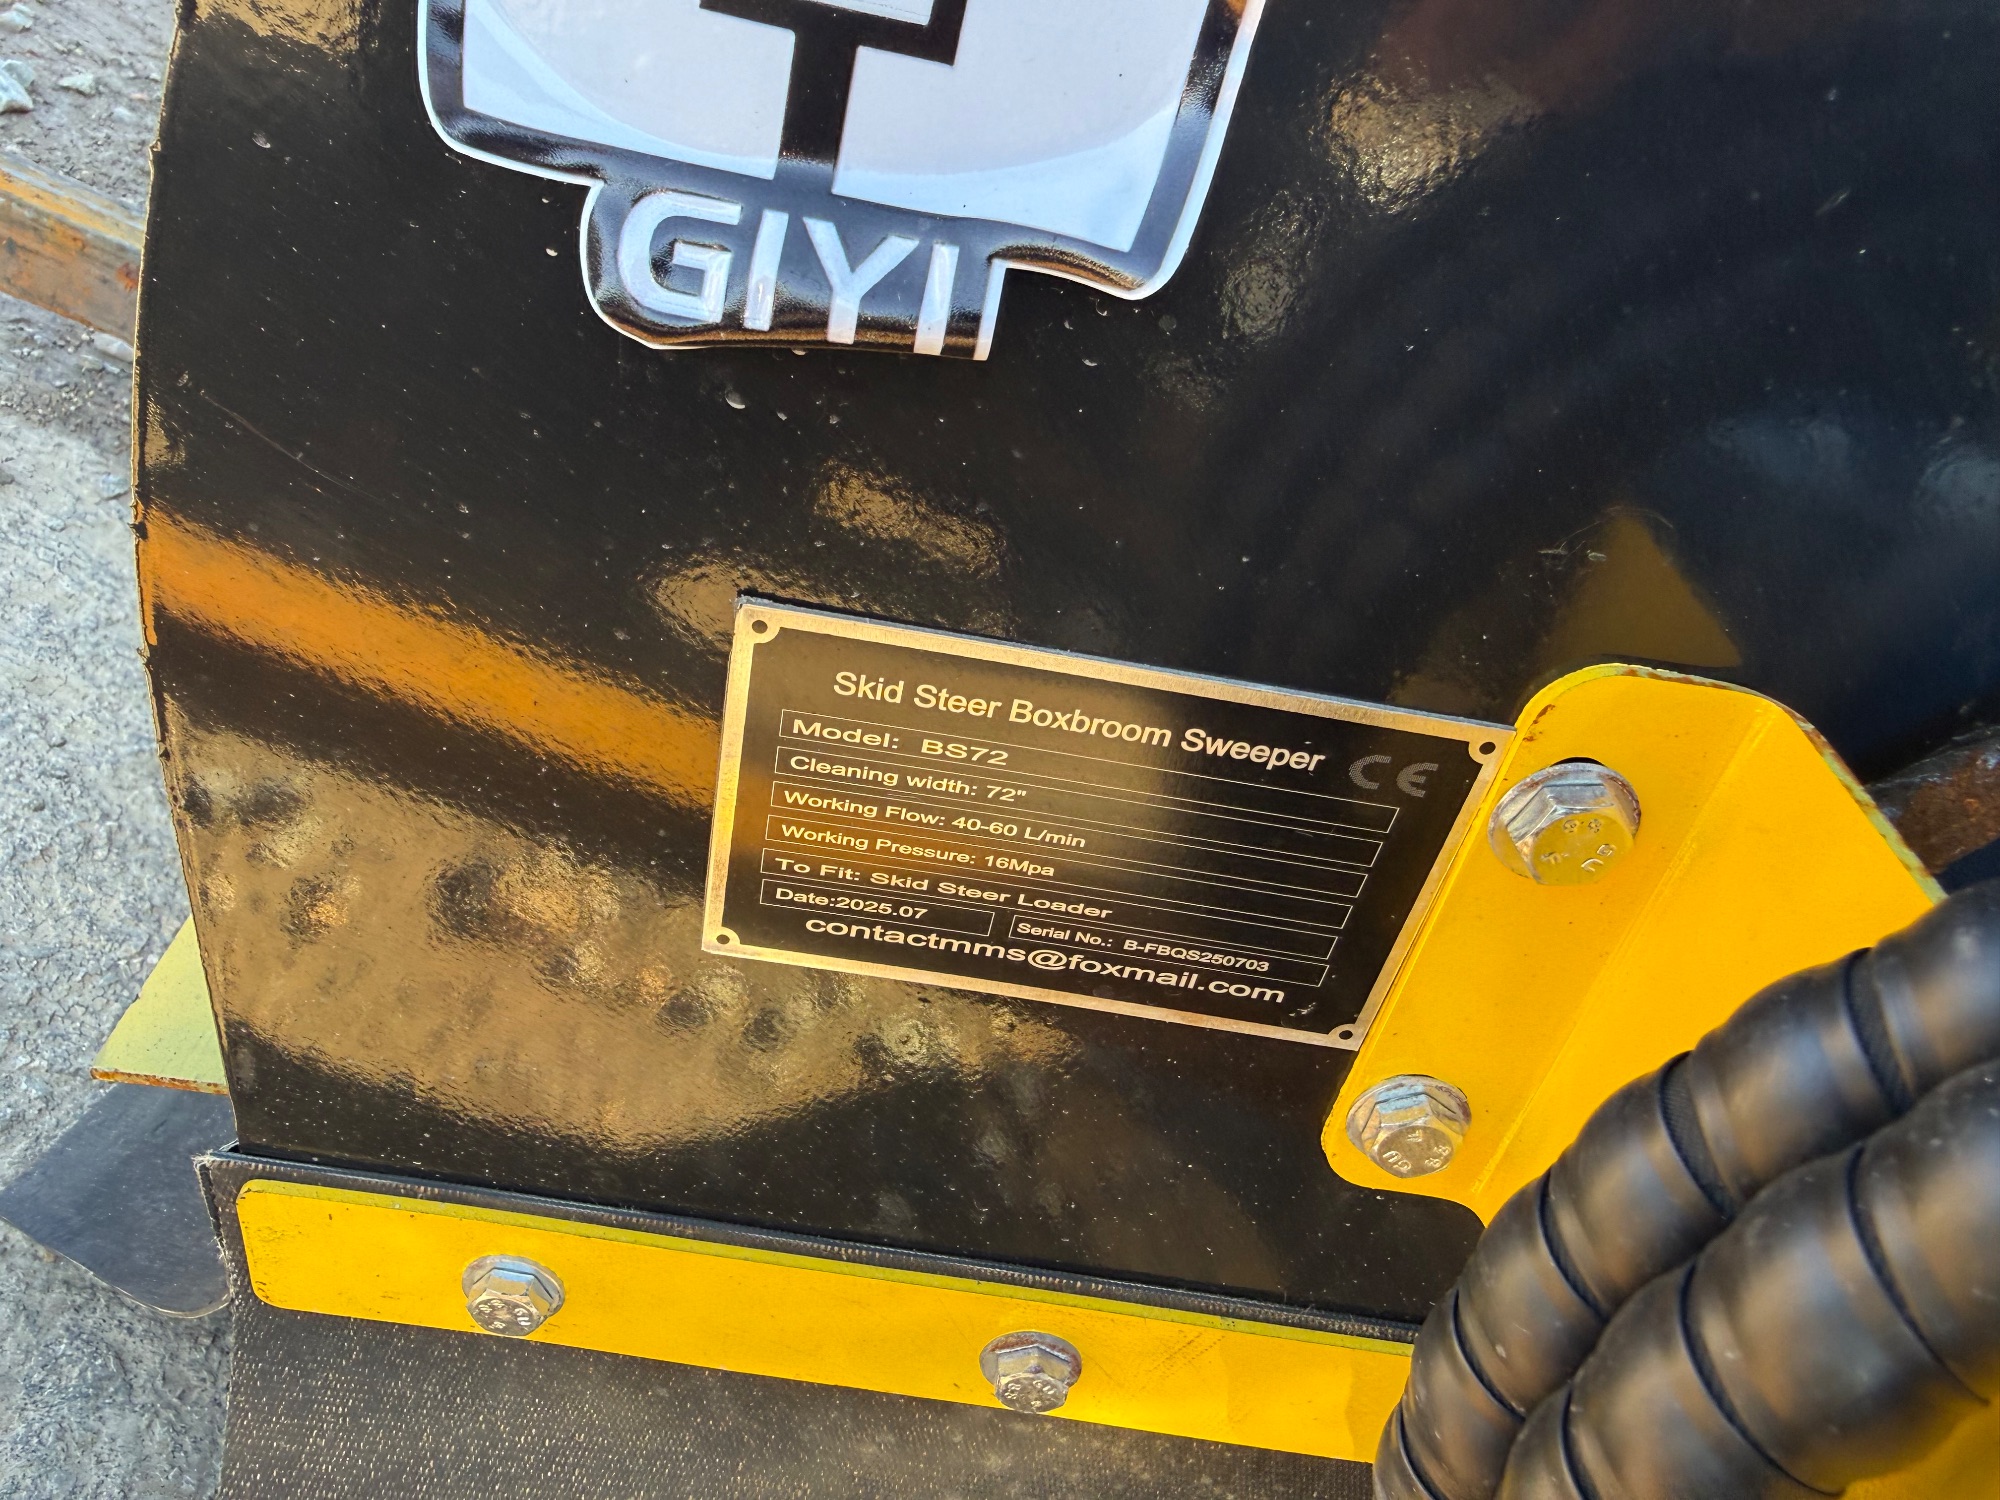 GIYI
Skid Steer Boxbroom Sweeper
CE
Model: BS72
Cleaning width: 72"
Working Flow: 40-60 L/min
Working Pressure: 16Mpa
To Fit: Skid Steer Loader
Date:2025.07
Serial No.: B-FBQS250703
contactmms@foxmail.com